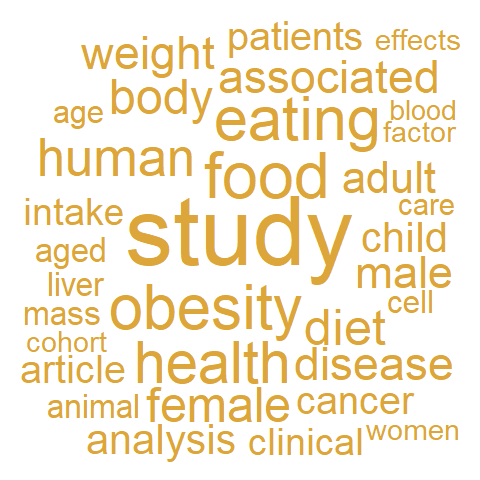 patients effects
weight
associated
body
age
eating
blood
factor
human
food
adult
intake
study
care
child
aged
male
liver
obesity
cell
mass
diet
cohort
article
health
disease
animal
female
cancer
analysis
clinical
women